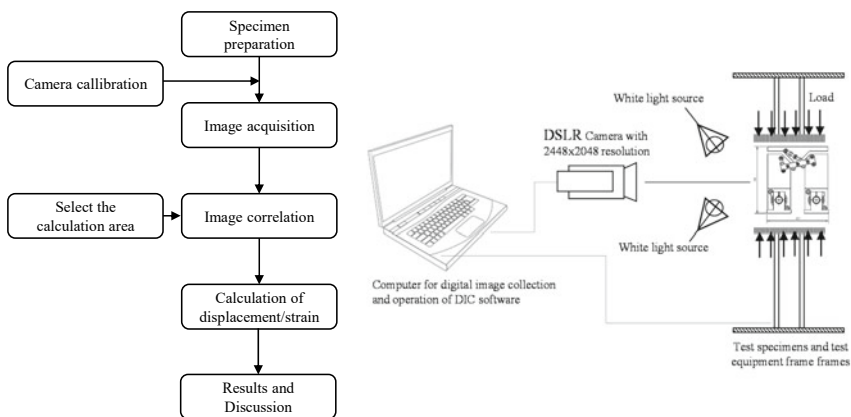 Specimen
preparation
Camera callibration
Image acquisition
Select the
calculation area
Image correlation
Calculation of
displacement/strain
Results and
Discussion
White light source
Load
DSLR Camera with
2448x2048 resolution
White light source
Computer for digital image collection
and operation of DIC software
Test specimens and test
equipment frame frames